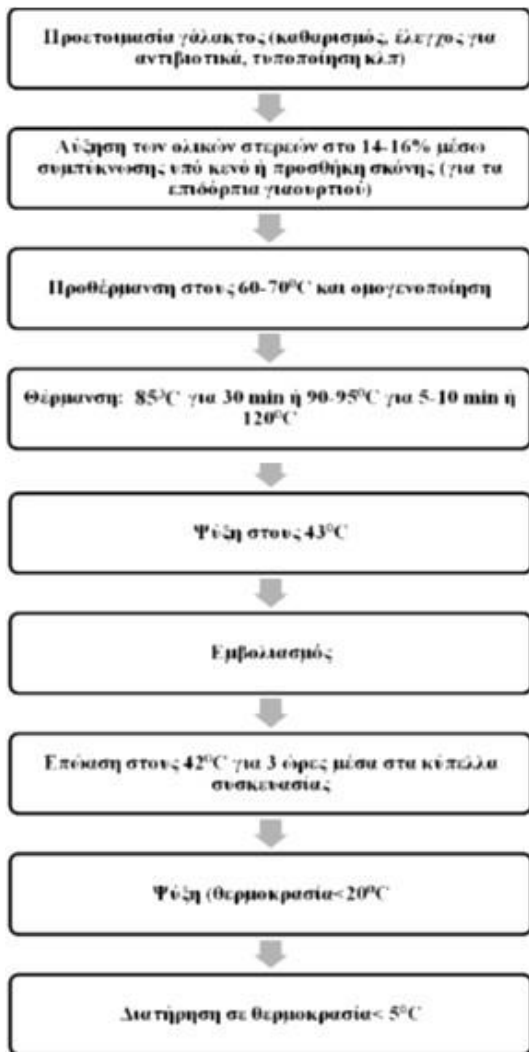 Προετοιμασία γάλακτος (καθαρισμός, έλεγχος για
αντιβιοτικά, τυποποίηση κλπ)
Αύξηση των ολικών στερεών στο 14-16% μέσω
συμπύκνωσης υπό κενό ή προσθήκη σκόνης (για τα
επιδόρπια γιαουρτιού)
Προθέρμανση στους 60-70⁰C και ομογενοποίηση
Θέρμανση: 85⁰C για 30 min ή 90-95⁰C για 5-10 min ή
120⁰C
Ψύξη στους 43⁰C
Εμβολιασμός
Επώαση στους 42⁰C για 3 ώρες μέσα στα κύπελλα
συσκευασίας
Ψύξη (θερμοκρασία<20⁰C
Διατήρηση σε θερμοκρασία< 5°C